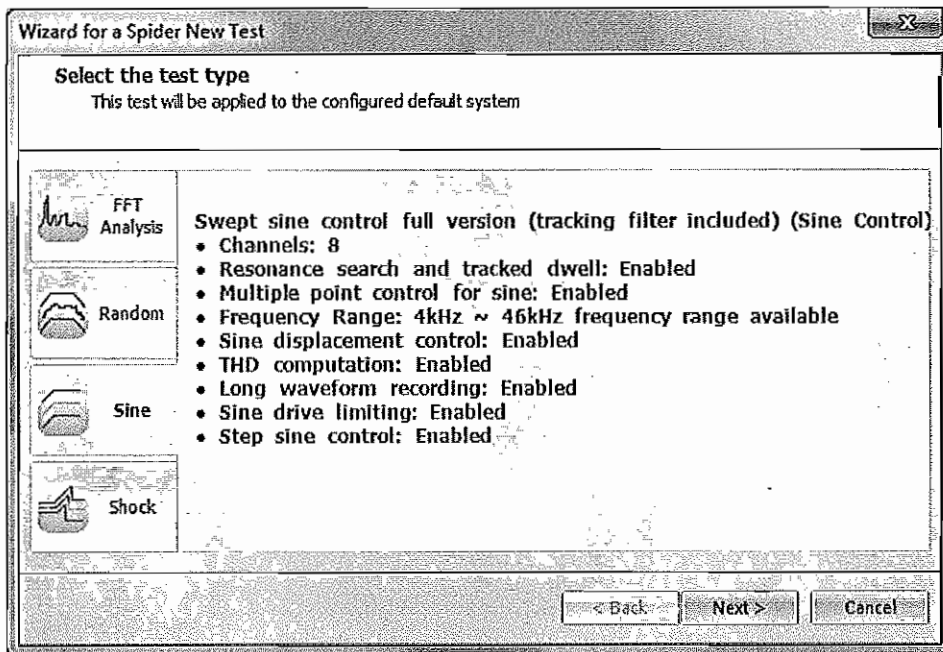 Wizard for a Spider New Test
Select the test type
This test will be applied to the configured default system
FFT
Analysis
Random
Sine
Shock
Swept sine control full version (tracking filter included) (Sine Control)
• Channels: 8
• Resonance search and tracked dwell: Enabled
• Multiple point control for sine: Enabled
• Frequency Range: 4kHz ~ 46kHz frequency range available
• Sine displacement control: Enabled
• THD computation: Enabled
• Long waveform recording: Enabled
• Sine drive limiting: Enabled
• Step sine control: Enabled
< Back
Next >
Cancel